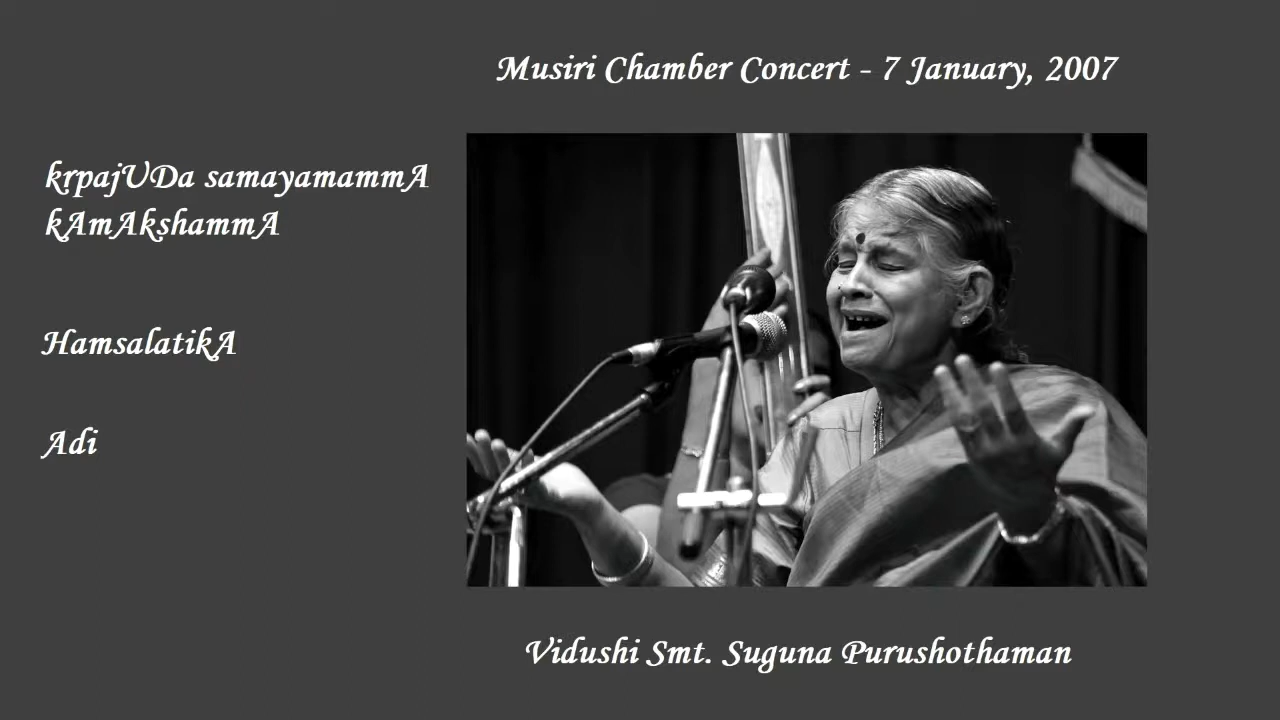 Musiri Chamber Concert - 7 January, 2007
krpajUDa samayamammA
kAmAkshammA
HamsalatikA
Adi
Vidushi Smt. Suguna Purushothaman